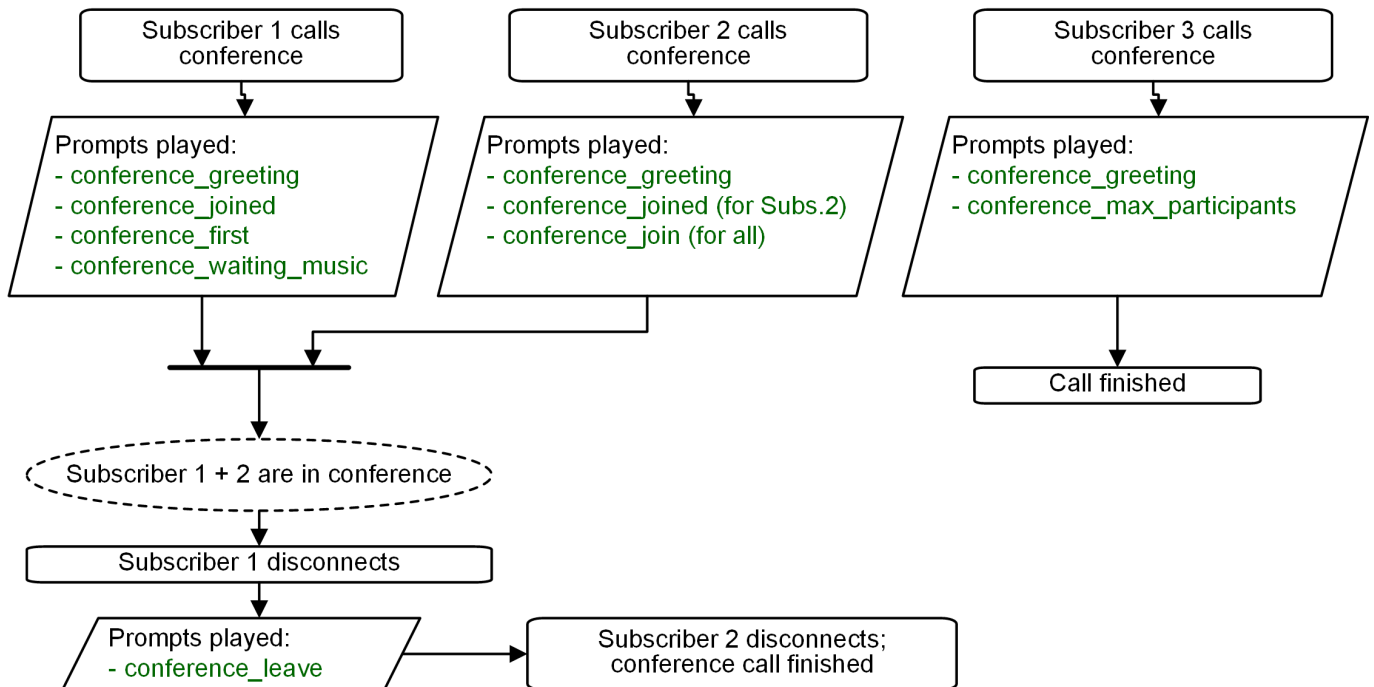 Subscriber 1 calls
conference
Subscriber 2 calls
conference
Subscriber 3 calls
conference
Prompts played:
- conference_greeting
- conference_joined
- conference_first
- conference_waiting_music
Prompts played:
- conference_greeting
- conference_joined (for Subs.2)
- conference_join (for all)
Prompts played:
- conference_greeting
- conference_max_participants
Call finished
Subscriber 1 + 2 are in conference
Subscriber 1 disconnects
Prompts played:
- conference_leave
Subscriber 2 disconnects;
conference call finished